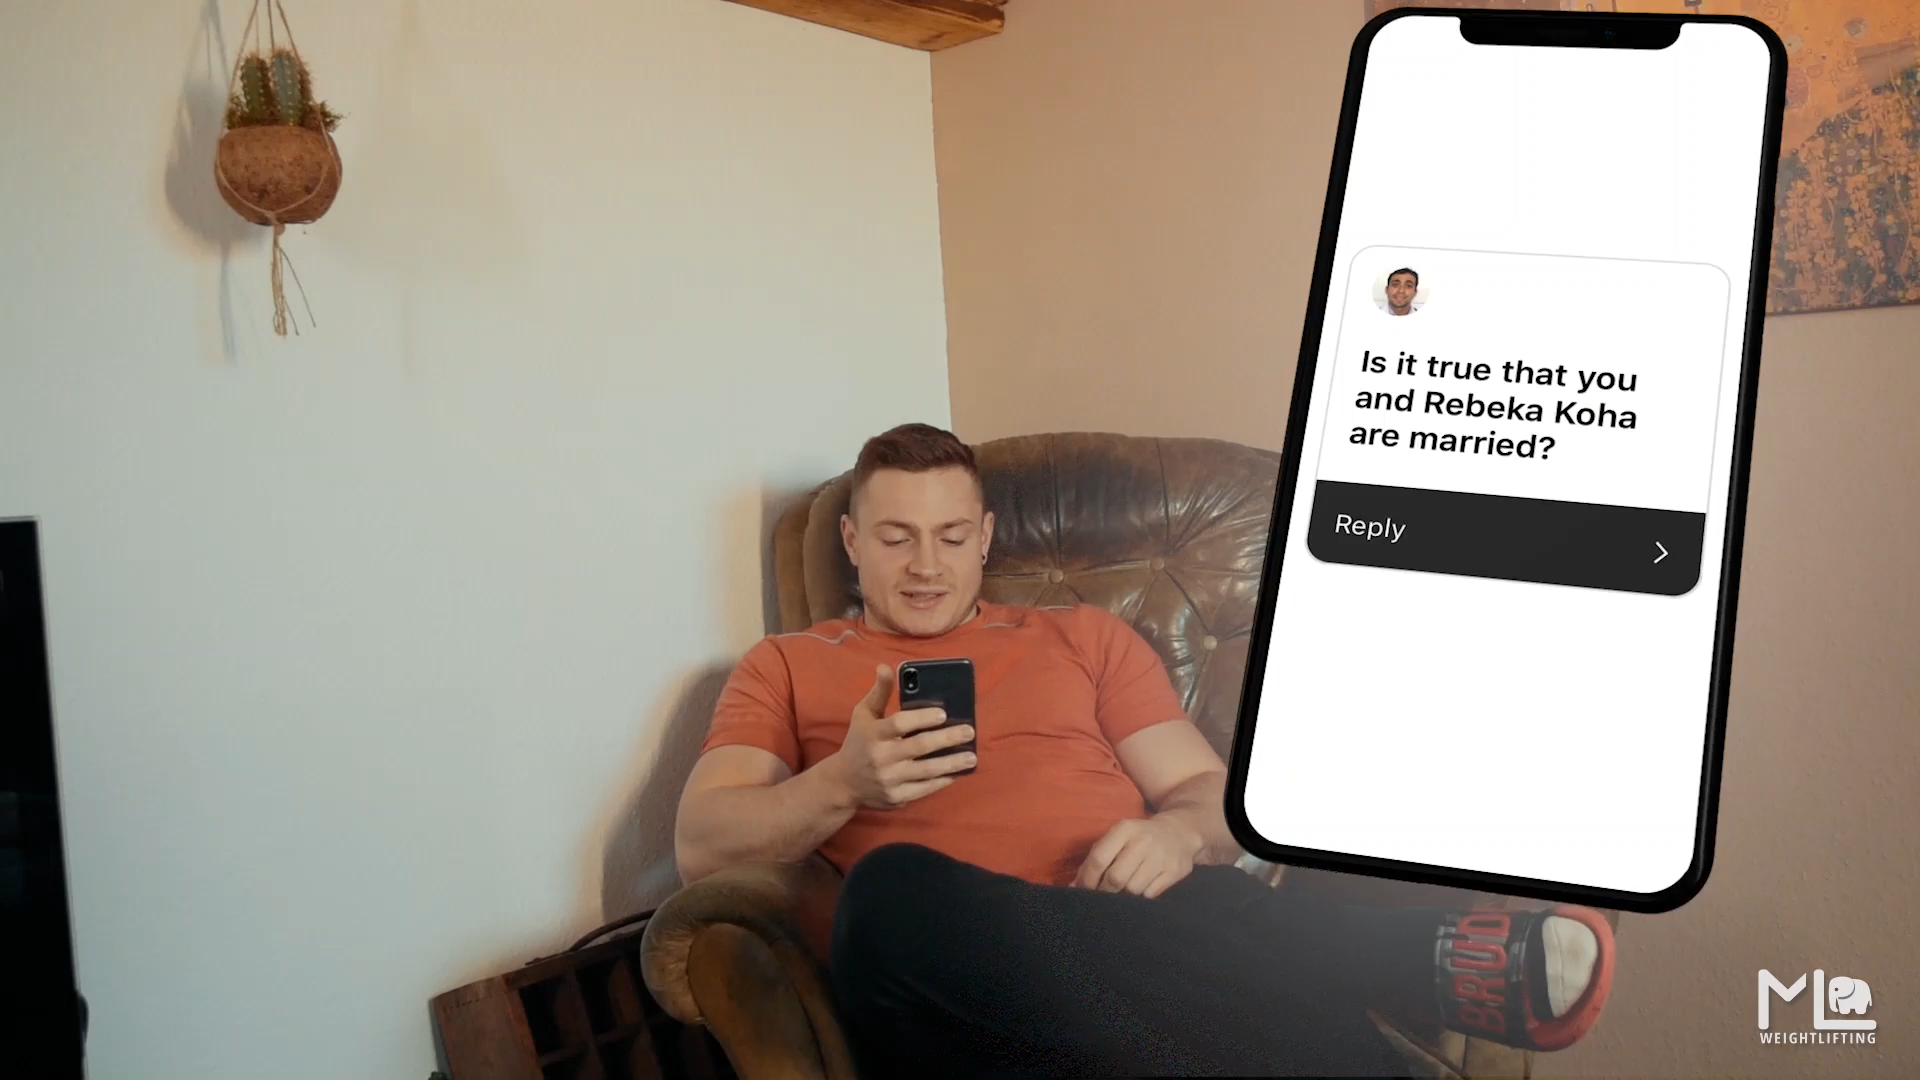 Is it true that you
and Rebeka Koha
are married?
Reply
BRUD
ML
WEIGHTLIFTING